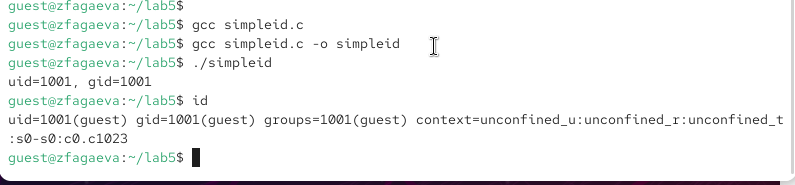 guest@zfagaeva:~/lab5$
guest@zfagaeva:~/lab5$ gcc simpleid.c
guest@zfagaeva:~/lab5$ gcc simpleid.c -o simpleid
guest@zfagaeva:~/lab5$ ./simpleid
uid=1001, gid=1001
guest@zfagaeva:~/lab5$ id
uid=1001(guest) gid=1001(guest) groups=1001(guest) context=unconfined_u:unconfined_r:unconfined_t
:s0-s0:c0.c1023
guest@zfagaeva:~/lab5$